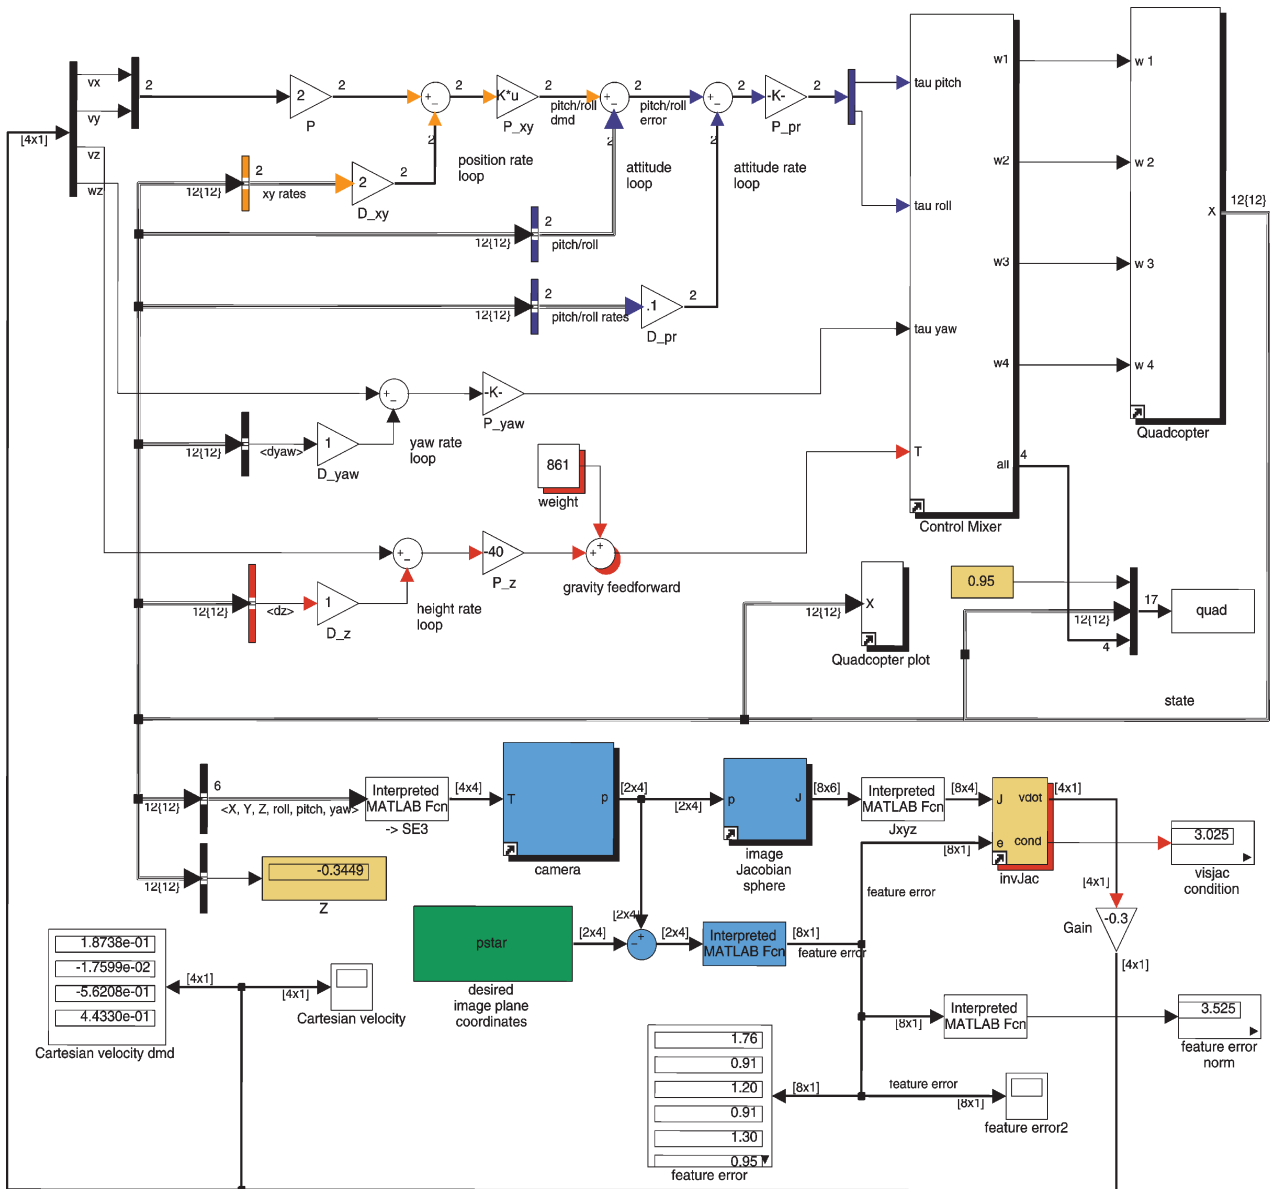 vx
vy
vz
wz
[4x1]
2
2
P
2
2
K*u
P_xy
2
pitch/roll
dmd
2
pitch/roll
error
2
-K-
P_pr
2
tau pitch
tau roll
tau yaw
T
w1
w2
w3
w4
all
Control Mixer
w 1
w 2
w 3
w 4
X
Quadcopter
12{12}
2
position rate
loop
2
attitude
loop
2
attitude rate
loop
12{12}
2
xy rates
2
D_xy
2
12{12}
2
pitch/roll
12{12}
2
pitch/roll rates
.1
D_pr
2
-K-
P_yaw
12{12}
<dyaw>
1
D_yaw
yaw rate
loop
861
weight
-40
P_z
gravity feedforward
12{12}
<dz>
1
D_z
height rate
loop
12{12}
X
Quadcopter plot
0.95
12{12}
4
4
17
quad
state
12{12}
6
<X, Y, Z, roll, pitch, yaw>
Interpreted
MATLAB Fcn
-> SE3
[4x4]
T
p
camera
[2x4]
[2x4]
p
J
image
Jacobian
sphere
[8x6]
Interpreted
MATLAB Fcn
Jxyz
[8x4]
J
vdot
e
cond
invJac
[4x1]
[8x1]
3.025
visjac
condition
12{12}
-0.3449
Z
feature error
[4x1]
-0.3
Gain
[4x1]
pstar
desired
image plane
coordinates
[2x4]
[2x4]
[2x4]
Interpreted
MATLAB Fcn
[8x1]
feature error
1.8738e-01
-1.7599e-02
-5.6208e-01
4.4330e-01
Cartesian velocity dmd
[4x1]
[4x1]
Cartesian velocity
[8x1]
Interpreted
MATLAB Fcn
3.525
feature error
norm
1.76
0.91
1.20
0.91
1.30
0.95
feature error
[8x1]
feature error
[8x1]
feature error2